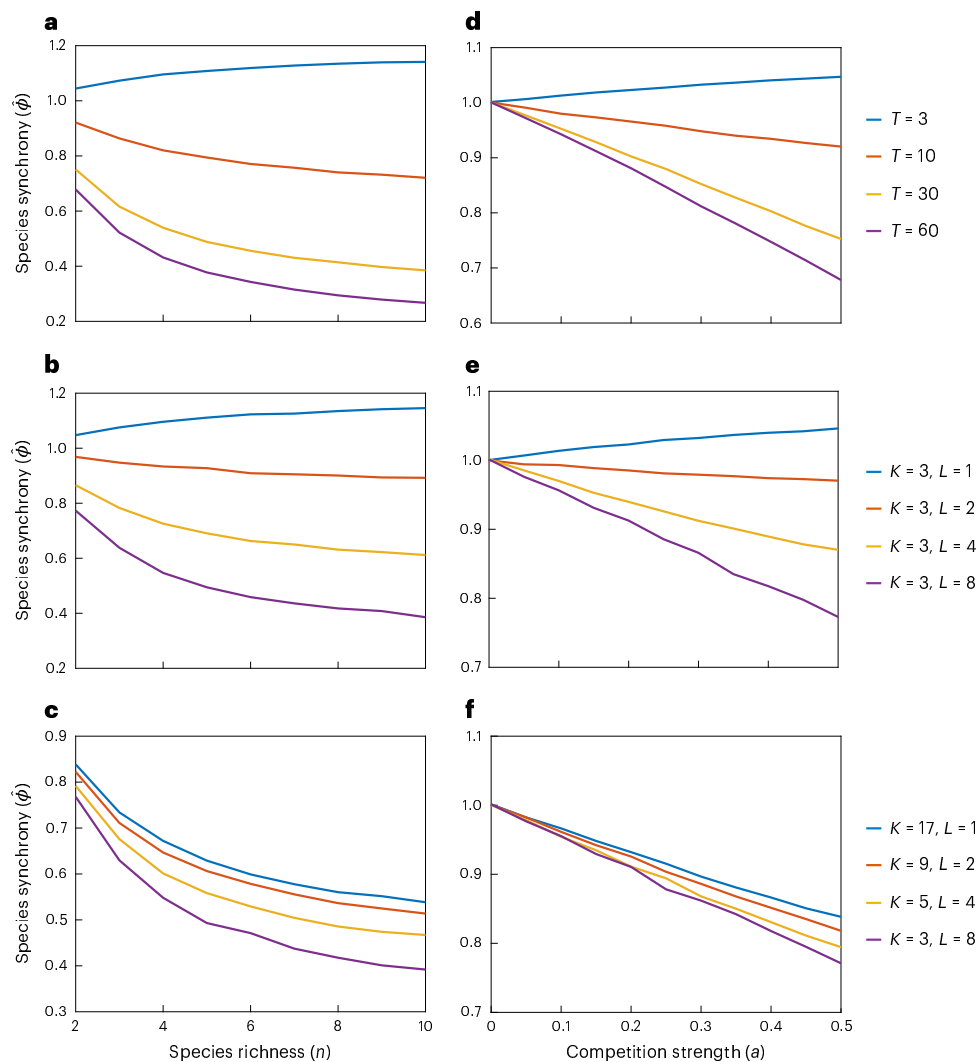 a
1.2
1.0
0.8
0.6
0.4
0.2
Species synchrony (φ̂)
d
1.1
1.0
0.9
0.8
0.7
0.6
T = 3
T = 10
T = 30
T = 60
b
1.2
1.0
0.8
0.6
0.4
0.2
Species synchrony (φ̂)
e
1.1
1.0
0.9
0.8
0.7
K = 3, L = 1
K = 3, L = 2
K = 3, L = 4
K = 3, L = 8
c
0.9
0.8
0.7
0.6
0.5
0.4
0.3
Species synchrony (φ̂)
2 4 6 8 10
Species richness (n)
f
1.1
1.0
0.9
0.8
0.7
0 0.1 0.2 0.3 0.4 0.5
Competition strength (a)
K = 17, L = 1
K = 9, L = 2
K = 5, L = 4
K = 3, L = 8